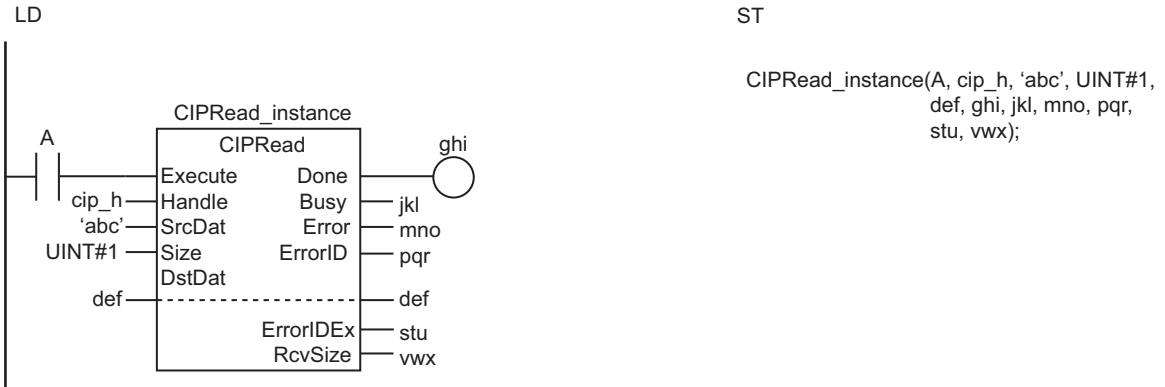 LD
ST
CIPRead_instance(A, cip_h, ‘abc’, UINT#1,
def, ghi, jkl, mno, pqr,
stu, vwx);
CIPRead_instance
A
CIPRead
ghi
Execute Done
cip_h Handle Busy jkl
‘abc’ SrcDat Error mno
UINT#1 Size ErrorID pqr
DstDat
def def
ErrorIDEx stu
RcvSize vwx